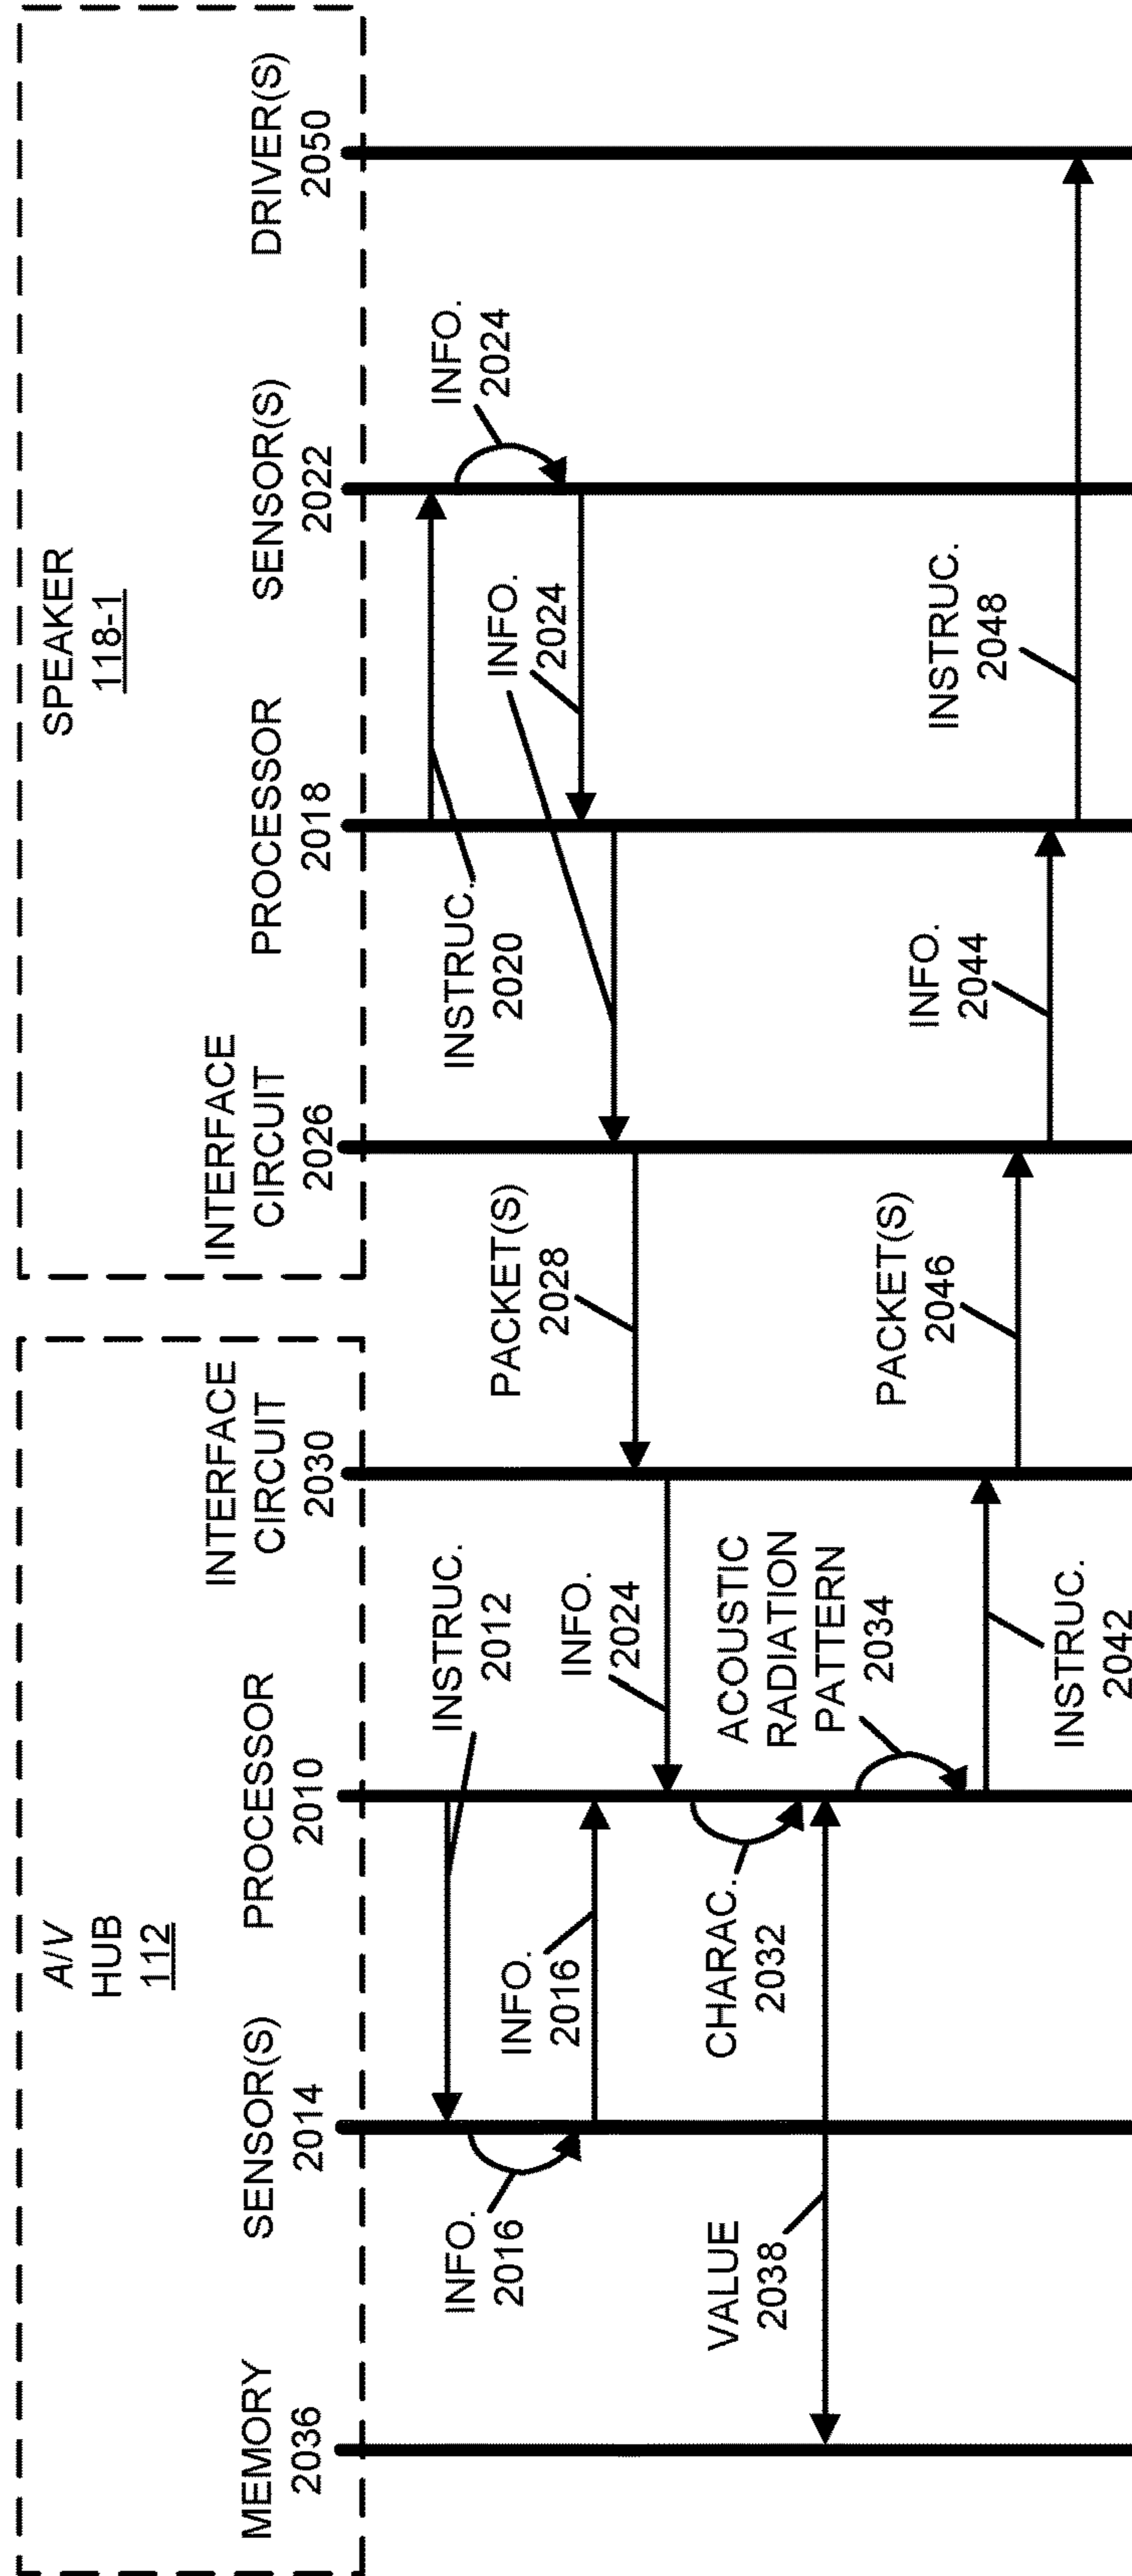 A/V
HUB
112
SPEAKER
118-1
MEMORY
2036
SENSOR(S)
2014
PROCESSOR
2010
INTERFACE
CIRCUIT
2030
INTERFACE
CIRCUIT
2026
PROCESSOR
2018
SENSOR(S)
2022
DRIVER(S)
2050
INFO.
2016
INSTRUC.
2012
INSTRUC.
2020
INFO.
2024
INFO.
2016
INFO.
2024
PACKET(S)
2028
INFO.
2024
VALUE
2038
CHARAC.
2032
ACOUSTIC
RADIATION
PATTERN
2034
PACKET(S)
2046
INFO.
2044
INSTRUC.
2048
INSTRUC.
2042